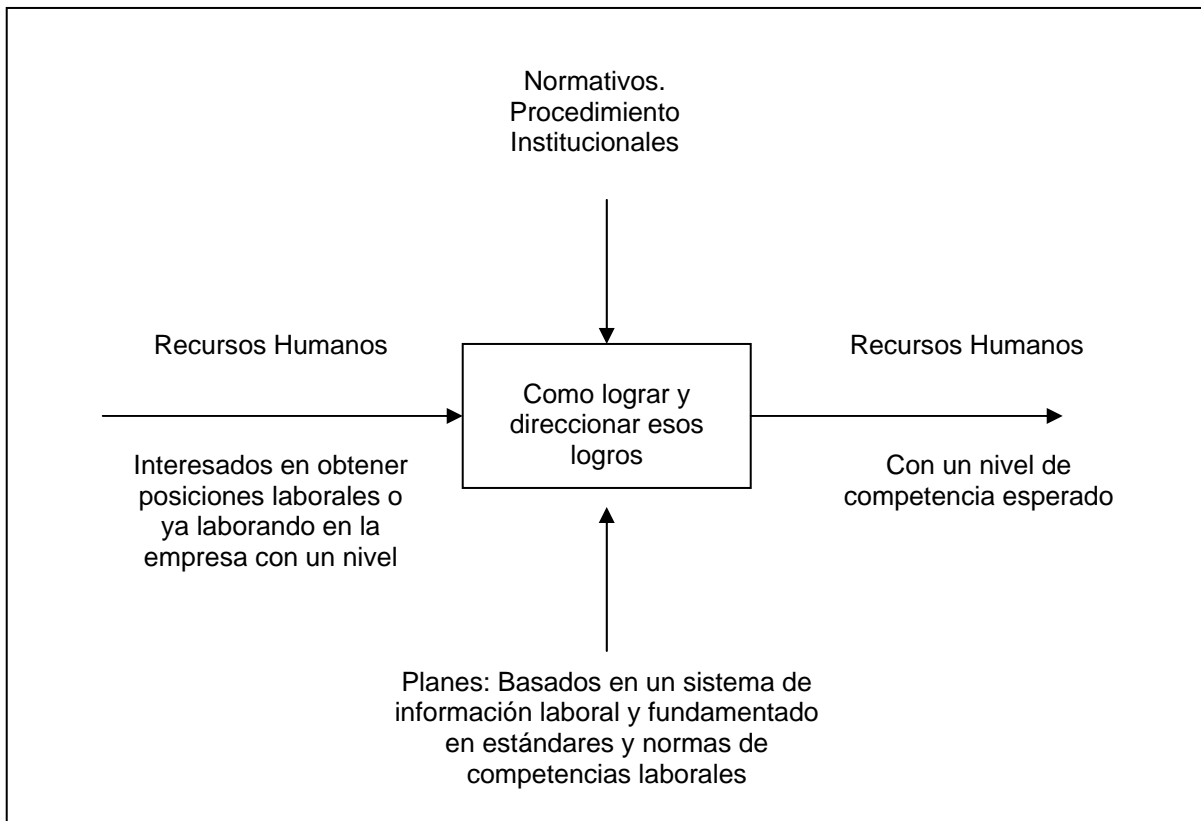 Normativos.
Procedimiento
Institucionales
Recursos Humanos
Interesados en obtener
posiciones laborales o
ya laborando en la
empresa con un nivel
Como lograr y
direccionar esos
logros
Recursos Humanos
Con un nivel de
competencia esperado
Planes: Basados en un sistema de
información laboral y fundamentado
en estándares y normas de
competencias laborales